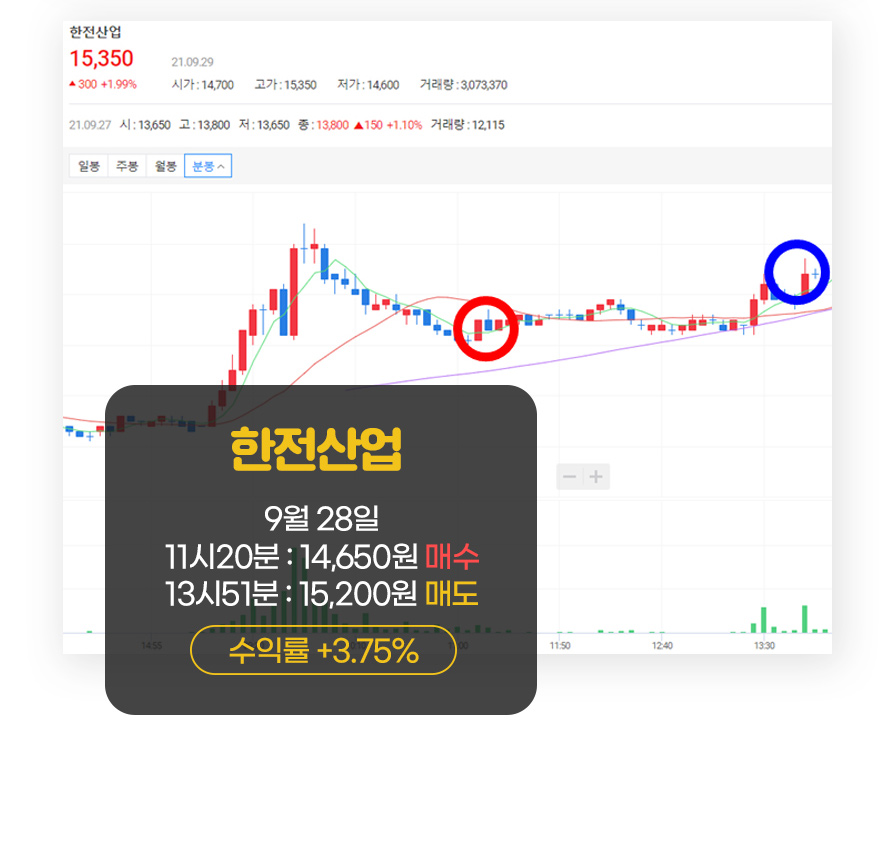 한전산업
15,350 21.09.29
▲300 +1.99% 시가 : 14,700 고가 : 15,350 저가 : 14,600 거래량 : 3,073,370
21.09.27 시 : 13,650 고 : 13,800 저 : 13,650 종 : 13,800 ▲150 +1.10% 거래량 : 12,115
일봉 주봉 월봉 분봉
한전산업
9월 28일
11시20분 : 14,650원 매수
13시51분 : 15,200원 매도
수익률 +3.75%
14:55 11:50 12:40 13:30